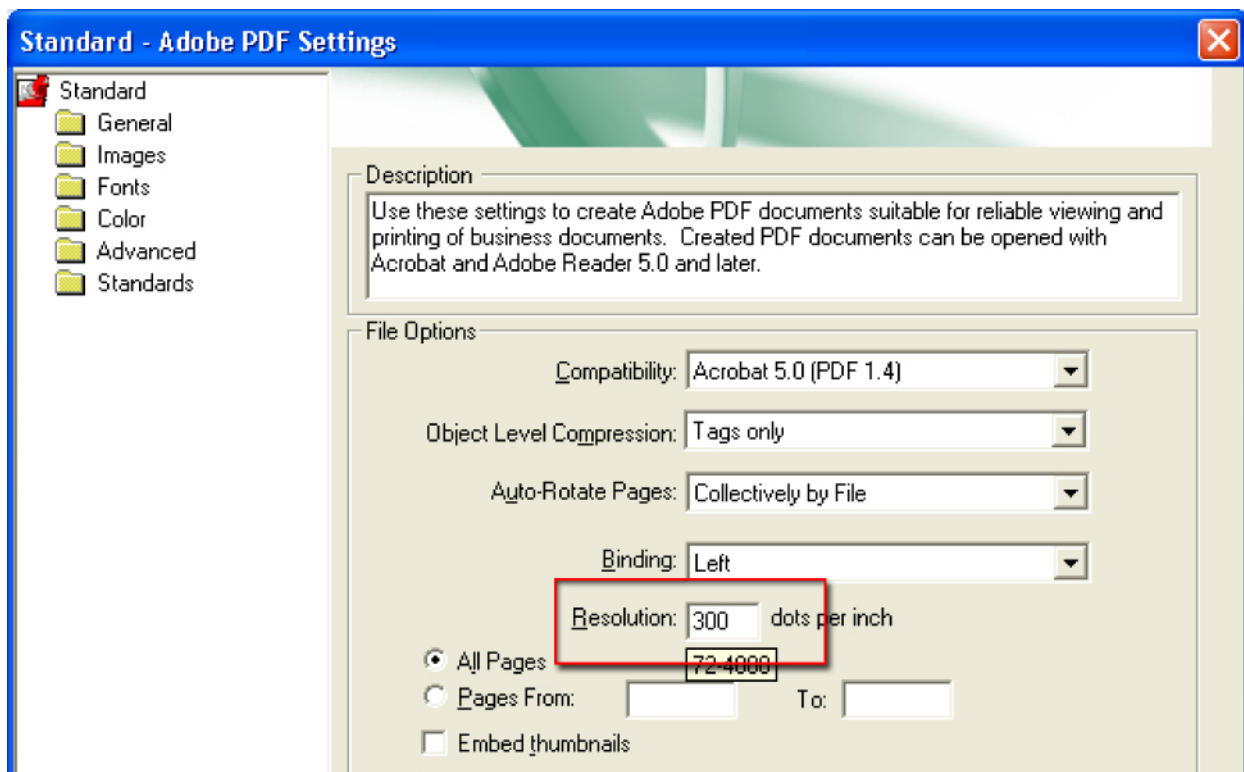 Standard - Adobe PDF Settings
Standard
General
Images
Fonts
Color
Advanced
Standards
Description
Use these settings to create Adobe PDF documents suitable for reliable viewing and
printing of business documents. Created PDF documents can be opened with
Acrobat and Adobe Reader 5.0 and later.
File Options
Compatibility: Acrobat 5.0 (PDF 1.4)
Object Level Compression: Tags only
Auto-Rotate Pages: Collectively by File
Binding: Left
Resolution: 300 dots per inch
72-4000
All Pages
Pages From: To:
Embed thumbnails